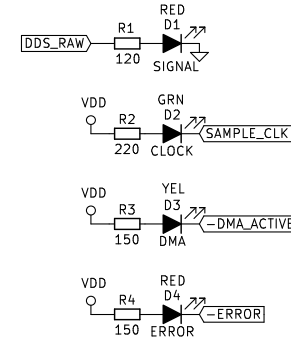 RED
D1
R1
DDS_RAW
120
SIGNAL
VDD
GRN
D2
R2
SAMPLE_CLK
220
CLOCK
VDD
YEL
D3
R3
-DMA_ACTIVE
150
DMA
VDD
RED
D4
R4
-ERROR
150
ERROR